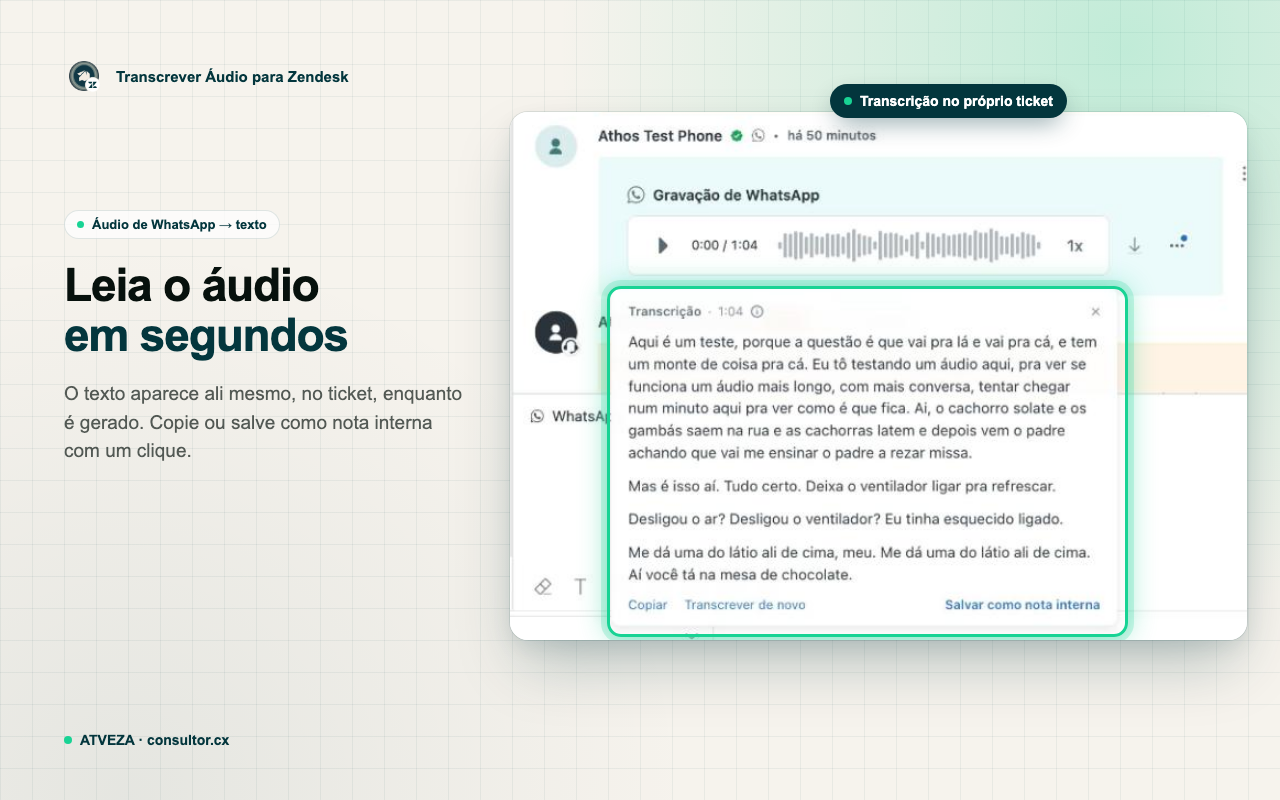 Transcrever Áudio para Zendesk
Áudio de WhatsApp → texto
Leia o áudio
em segundos
O texto aparece ali mesmo, no ticket, enquanto
é gerado. Copie ou salve como nota interna
com um clique.
ATVEZA · consultor.cx
Transcrição no próprio ticket
Athos Test Phone • há 50 minutos
Gravação de WhatsApp
0:00 / 1:04 1x
Transcrição · 1:04
Aqui é um teste, porque a questão é que vai pra lá e vai pra cá, e tem
um monte de coisa pra cá. Eu tô testando um áudio aqui, pra ver se
funciona um áudio mais longo, com mais conversa, tentar chegar
num minuto aqui pra ver como é que fica. Ai, o cachorro solate e os
gambás saem na rua e as cachorras latem e depois vem o padre
achando que vai me ensinar o padre a rezar missa.
Mas é isso aí. Tudo certo. Deixa o ventilador ligar pra refrescar.
Desligou o ar? Desligou o ventilador? Eu tinha esquecido ligado.
Me dá uma do látio ali de cima, meu. Me dá uma do látio ali de cima.
Aí você tá na mesa de chocolate.
Copiar Transcrever de novo Salvar como nota interna